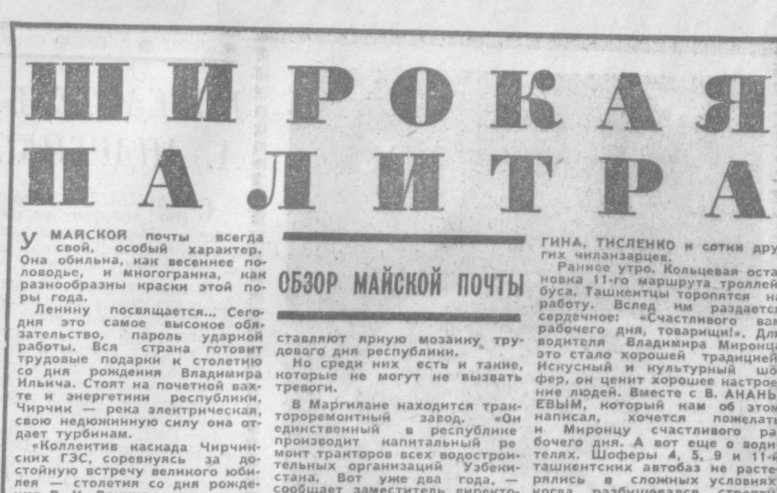 ШИРОКАЯ
ПАЛИТРА
У МАЙСКОЙ почты всегда
свой, особый характер.
Она обильна, как весеннее по-
ловодье, и многогранна, как
разнообразны краски этой по-
ры года.
Ленину посвящается... Сего-
дня это самое высокое обя-
зательство, пароль ударной
работы. Вся страна готовит
трудовые подарки к столетию
со дня рождения Владимира
Ильича. Стоят на почетной вах-
те и энергетики республики.
Чирчик — река электрическая,
свою недюжинную силу она от-
дает турбинам.
«Коллектив каскада Чирчик-
ских ГЭС, соревнуясь за до-
стойную встречу великого юби-
лея — столетия со дня рожде-
ОБЗОР МАЙСКОЙ ПОЧТЫ
ставляют яркую мозаику тру-
дового дня республики.
Но среди них есть и такие,
которые не могут не вызвать
тревоги.
В Маргилане находится трак-
тороремонтный завод. «Он
единственный в республике
производит капитальный ре
монт тракторов всех водострои-
тельных организаций Узбеки-
стана. Вот уже два года, —
сообщает заместитель директо-
ГИНА, ТИСЛЕНКО и сотни дру
гих чиланзарцев.
Раннее утро. Кольцевая оста
новка 11-го маршрута троллей
буса. Ташкентцы торопятся н
работу. Вслед им раздаетс
сердечное: «Счастливого ва
рабочего дня, товарищи!». Дл
водителя Владимира Миронц
это стало хорошей традицией
Искусный и культурный шо
фер, он ценит хорошее настрое
ние людей. Вместе с В. АНАНЬ
ЕВЫМ, который нам об этом
написал, хочется пожелат
и Миронцу счастливого ра
бочего дня. А вот еще о води
телях. Шоферы 4, 5, 9 и 11-й
ташкентских автобаз не расте
рялись в сложных условиях
когда разбушевалась